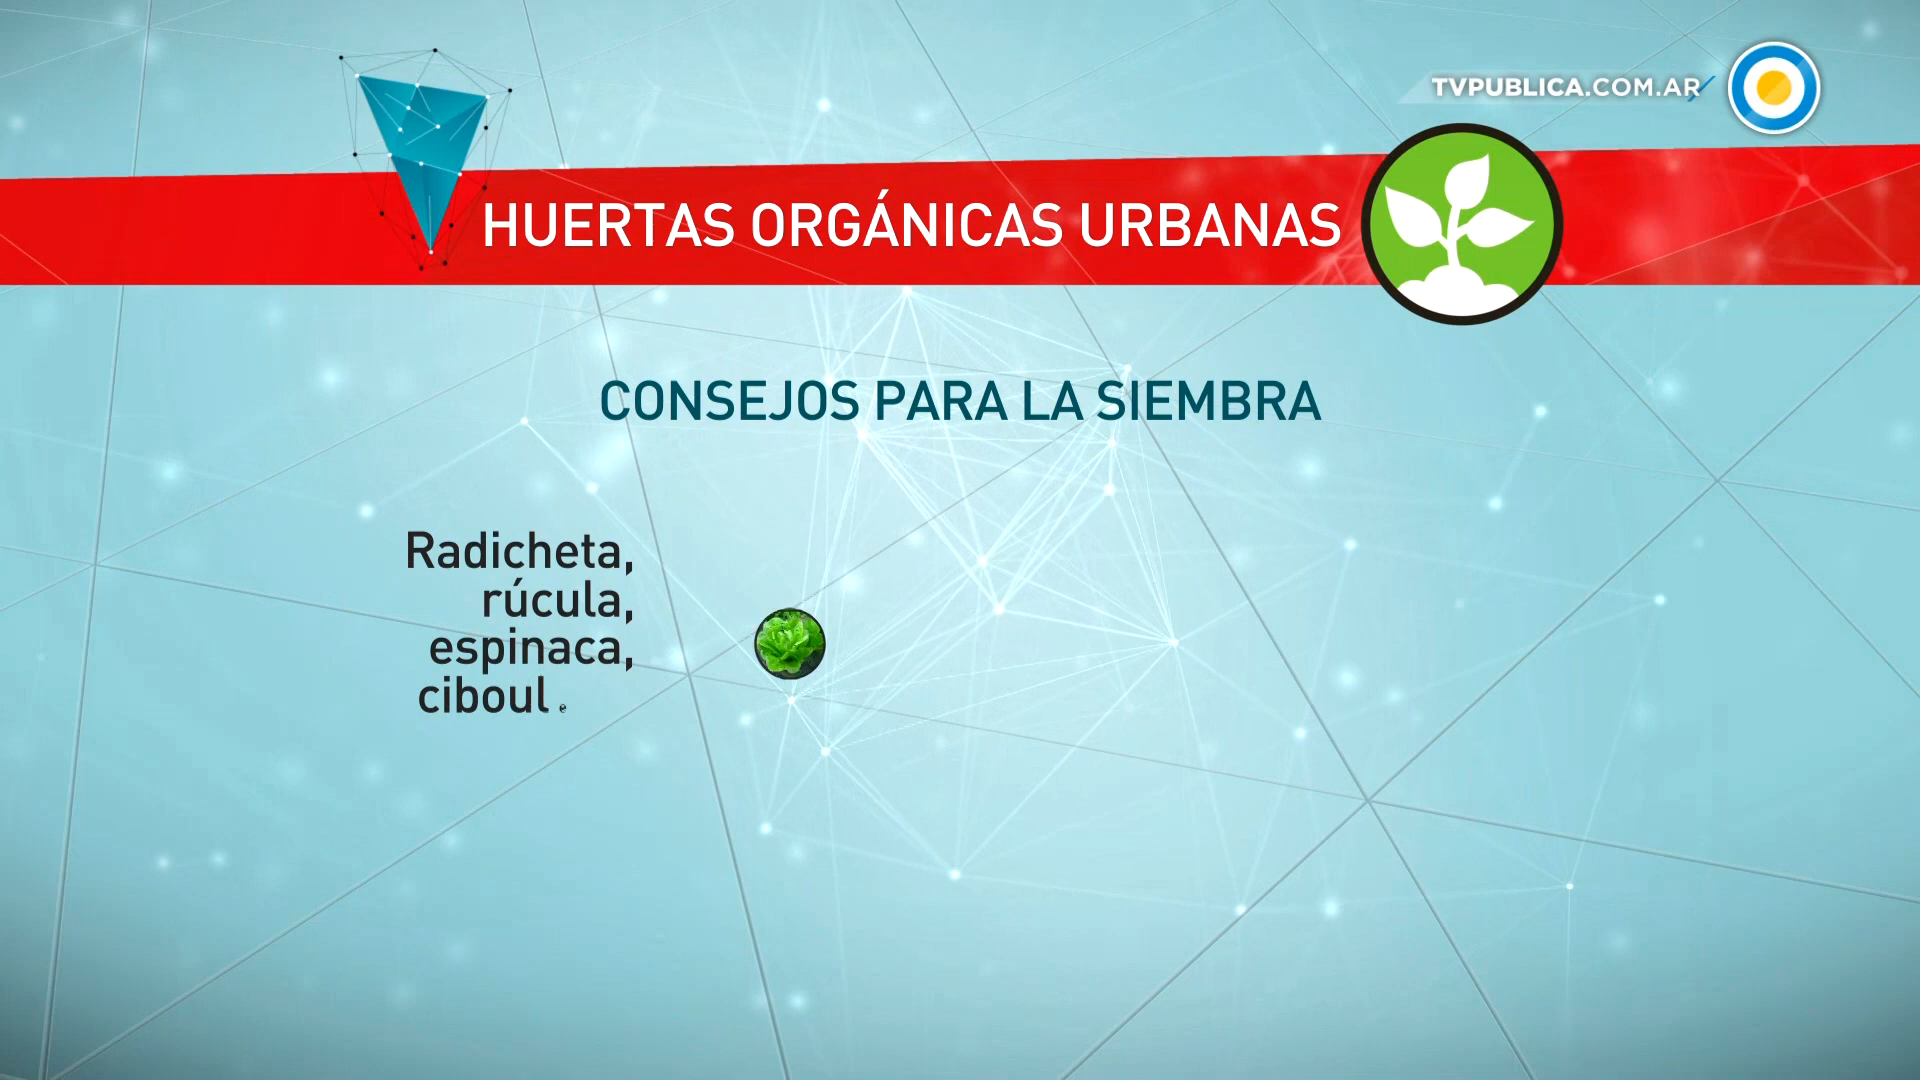 TVPUBLICA.COM.AR
HUERTAS ORGÁNICAS URBANAS
CONSEJOS PARA LA SIEMBRA
Radicheta,
rúcula,
espinaca,
ciboul